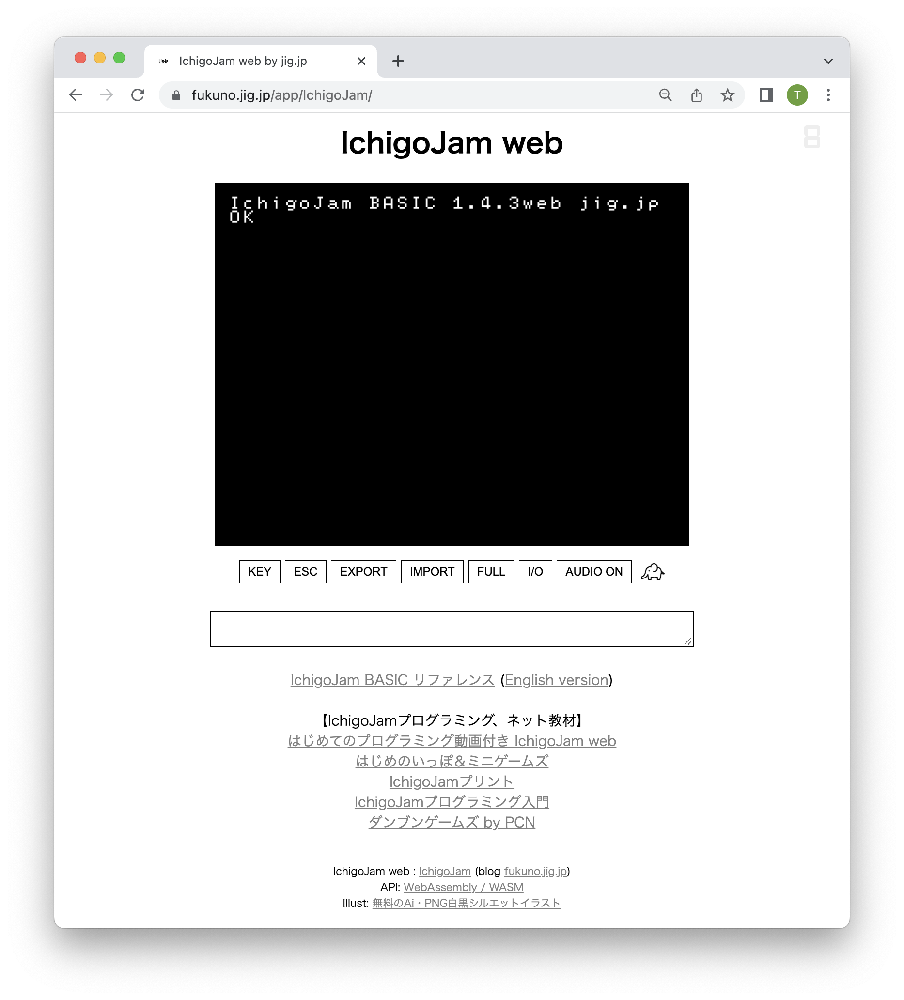 IchigoJam web by jig.jp
fukuno.jig.jp/app/IchigoJam/
T
IchigoJam web
IchigoJam BASIC 1.4.3web jig.jp
OK
KEY ESC EXPORT IMPORT FULL I/O AUDIO ON
IchigoJam BASIC リファレンス (English version)
【IchigoJamプログラミング、ネット教材】
はじめてのプログラミング動画付き IchigoJam web
はじめのいっぽ＆ミニゲームズ
IchigoJamプリント
IchigoJamプログラミング入門
ダンブンゲームズ by PCN
IchigoJam web : IchigoJam (blog fukuno.jig.jp)
API: WebAssembly / WASM
Illust: 無料のAi・PNG白黒シルエットイラスト